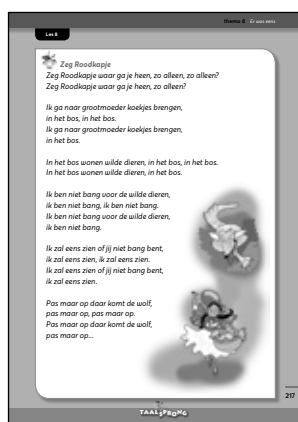 thema 8 Er was eens
Les 8
Zeg Roodkapje
Zeg Roodkapje waar ga je heen, zo alleen, zo alleen?
Zeg Roodkapje waar ga je heen, zo alleen, zo alleen?
Ik ga naar grootmoeder koekjes brengen,
in het bos, in het bos.
Ik ga naar grootmoeder koekjes brengen,
in het bos.
In het bos wonen wilde dieren, in het bos, in het bos.
In het bos wonen wilde dieren, in het bos.
Ik ben niet bang voor de wilde dieren,
ik ben niet bang, ik ben niet bang.
Ik ben niet bang voor de wilde dieren,
ik ben niet bang.
Ik zal eens zien of jij niet bang bent,
ik zal eens zien, ik zal eens zien.
Ik zal eens zien of jij niet bang bent,
ik zal eens zien.
Pas maar op daar komt de wolf,
pas maar op, pas maar op.
Pas maar op daar komt de wolf,
pas maar op...
217
TAALSPRONG